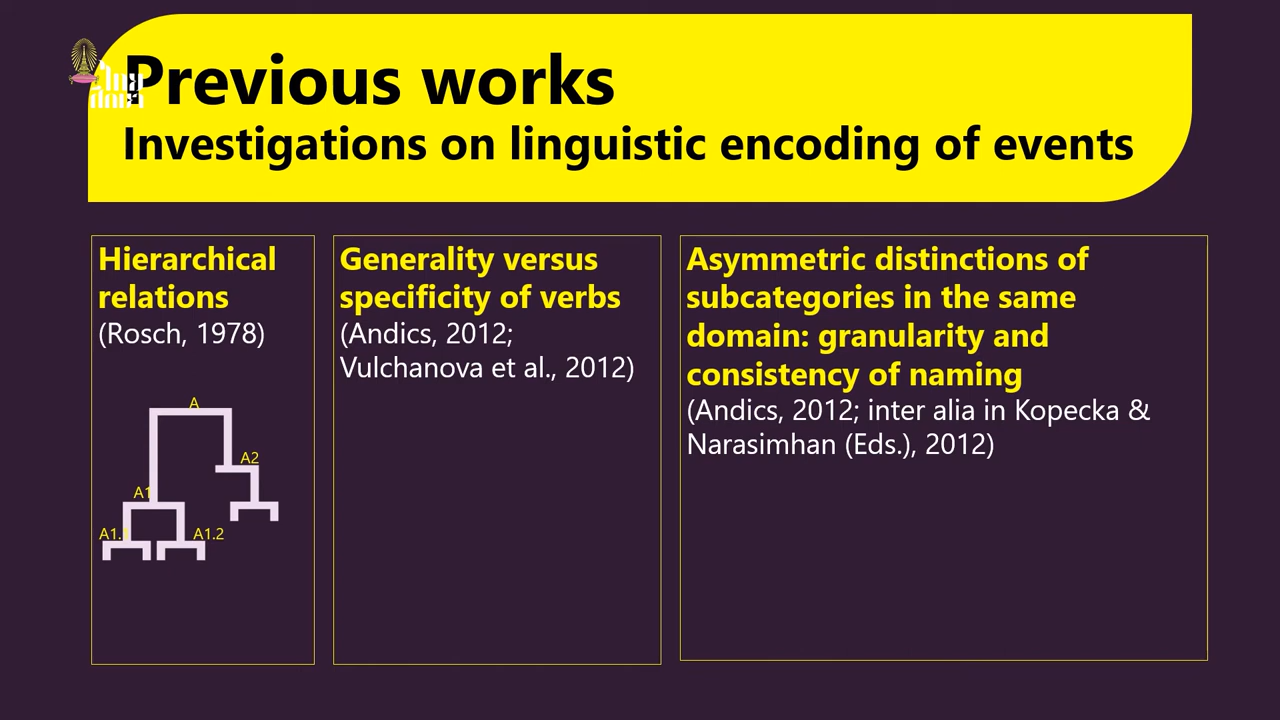 Previous works
Investigations on linguistic encoding of events
Hierarchical
relations
(Rosch, 1978)
A
A2
A1
A1.2
Generality versus
specificity of verbs
(Andics, 2012;
Vulchanova et al., 2012)
Asymmetric distinctions of
subcategories in the same
domain: granularity and
consistency of naming
(Andics, 2012; inter alia in Kopecka &
Narasimhan (Eds.), 2012)